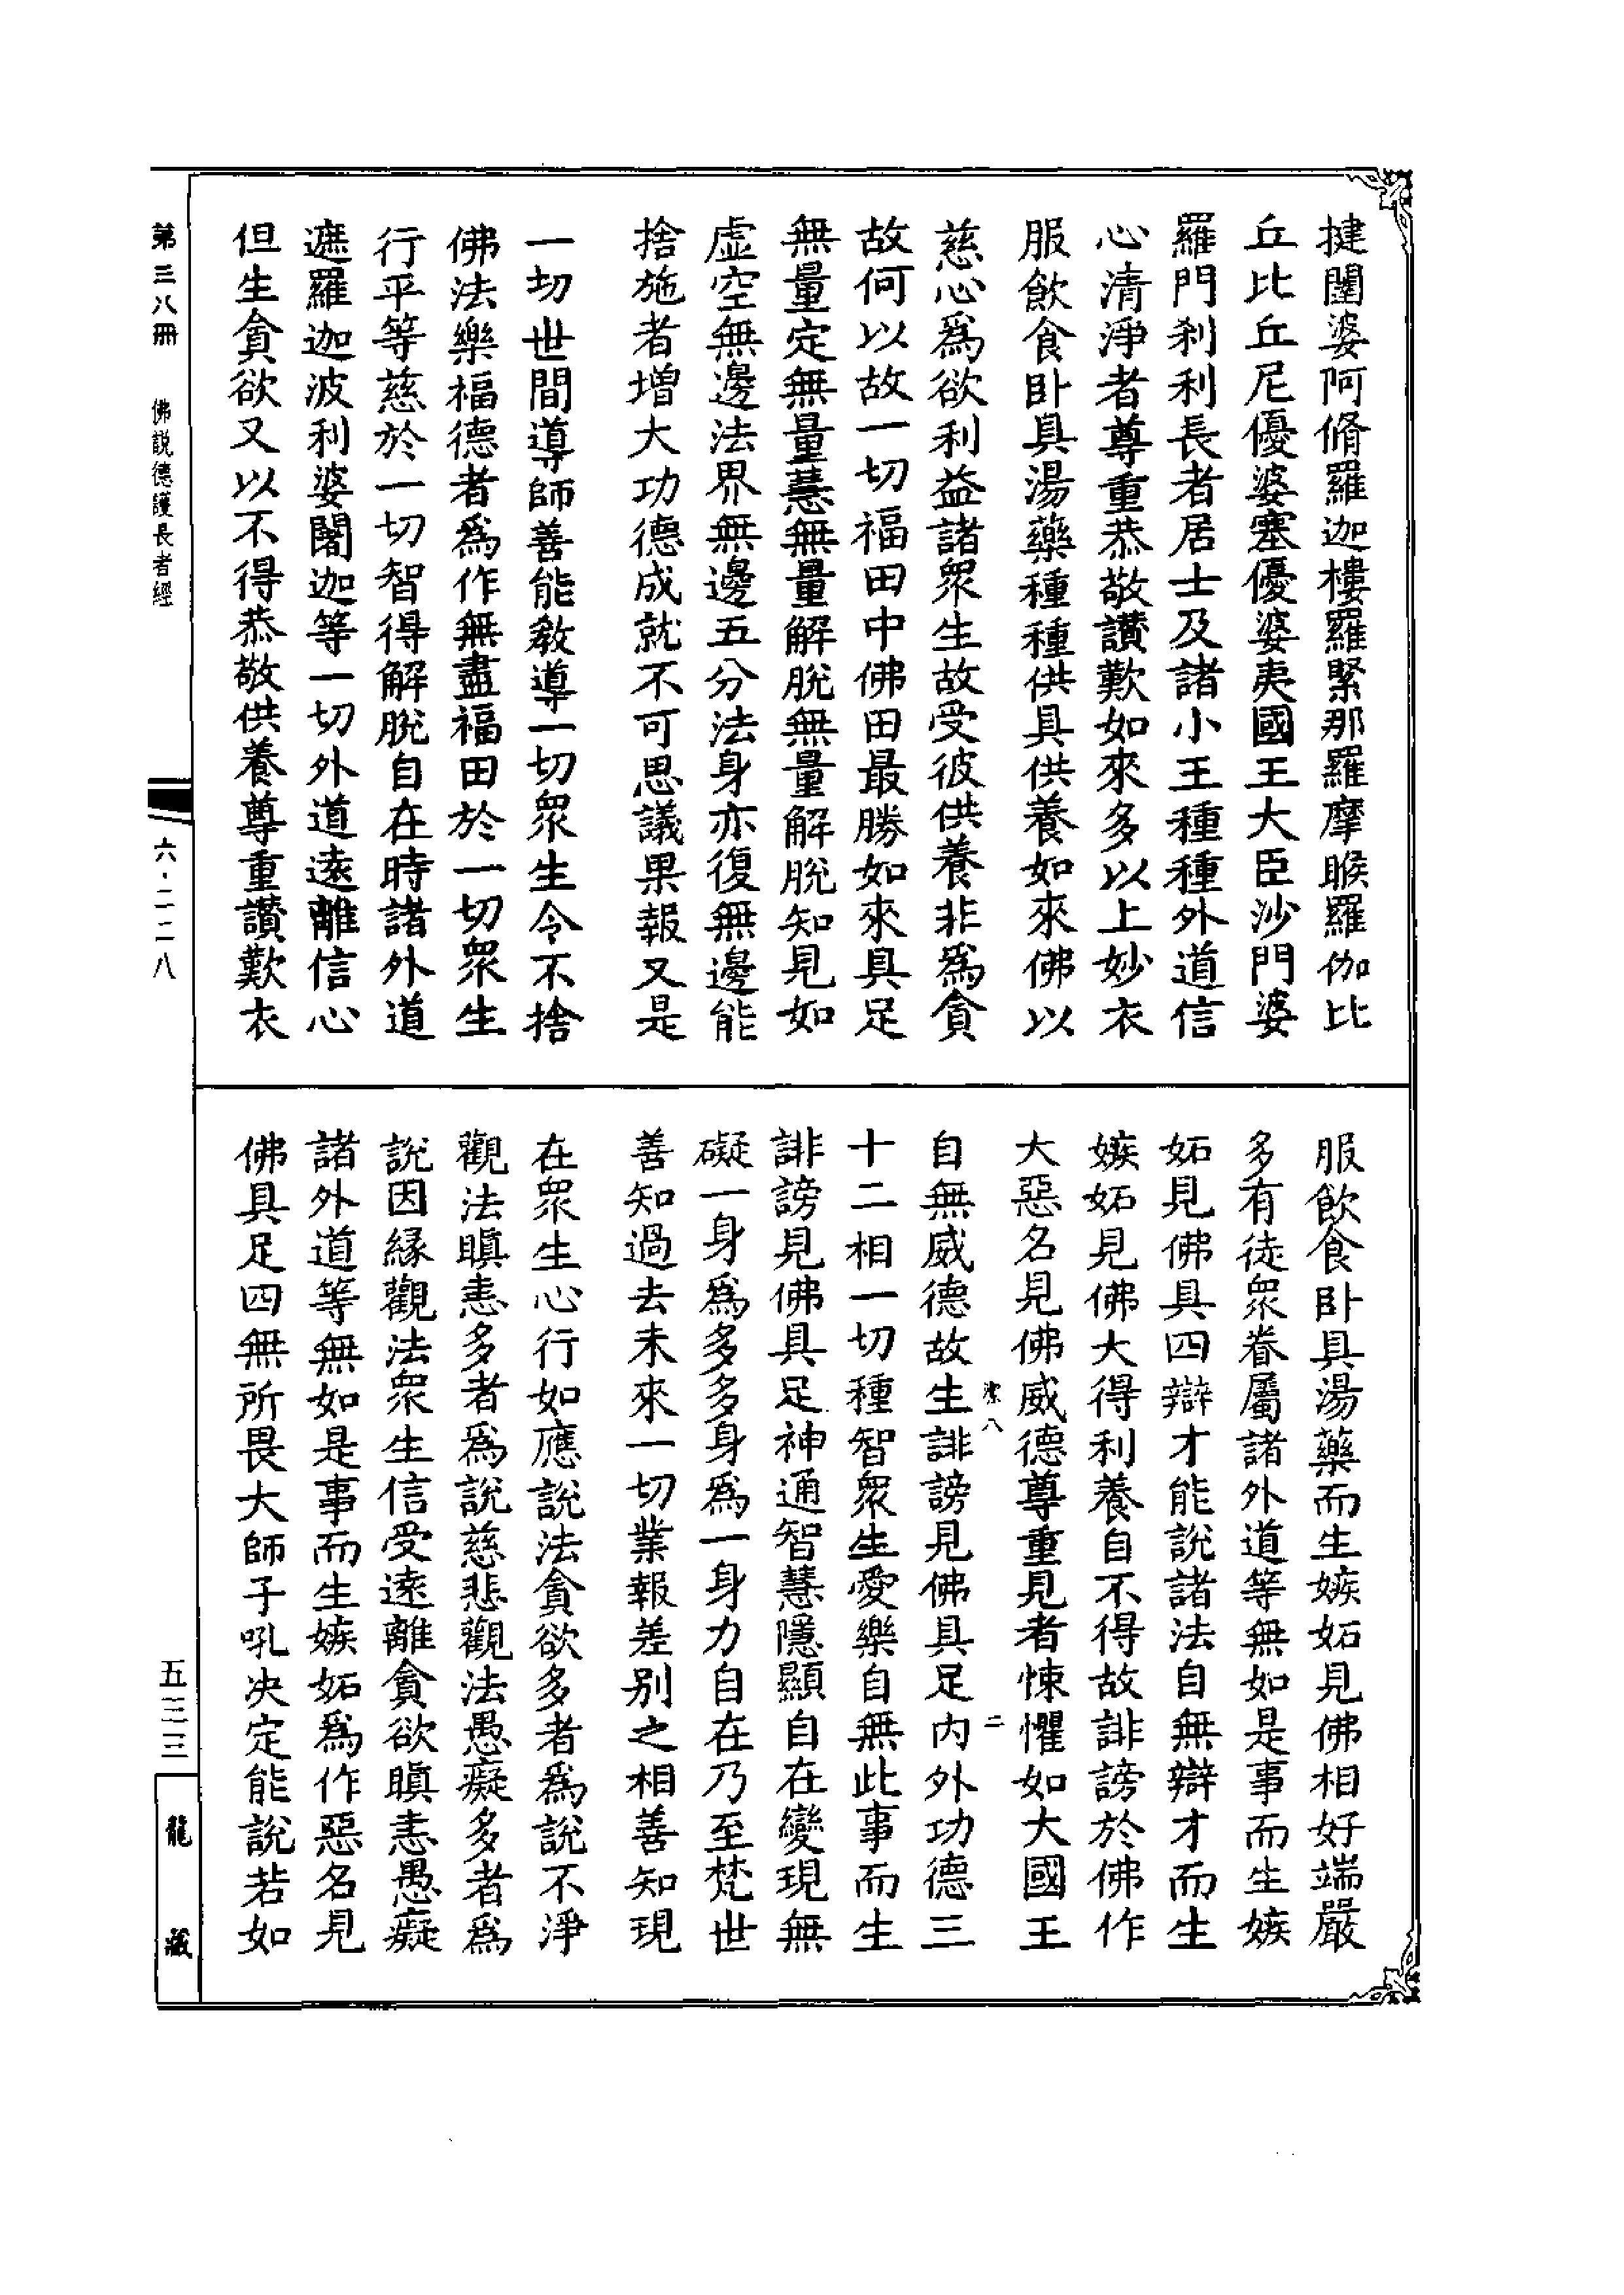 揵闥婆阿脩羅迦樓羅緊那羅摩睺羅伽比
丘比丘尼優婆塞優婆夷國王大臣沙門婆
羅門刹利長者居士及諸小王種種外道信
心清淨者尊重恭敬讃歎如來多以上妙衣
服飲食卧具湯藥種種供具供養如來佛以
慈心爲欲利益諸衆生故受彼供養非爲貪
故何以故一切福田中佛田最勝如來具足
無量定無量慧無量解脫無量解脫知見如
虛空無邊法界無邊五分法身亦復無邊能
捨施者增大功德成就不可思議果報又是
一切世間導師善能教導一切衆生令不捨
佛法樂福德者爲作無盡福田於一切衆生
行平等慈於一切智得解脫自在時諸外道
遮羅迦波利婆闍迦等一切外道遠離信心
但生貪欲又以不得恭敬供養尊重讃歎衣
服飲食卧具湯藥而生嫉妬見佛相好端嚴
多有徒衆眷屬諸外道等無如是事而生嫉
妬見佛具四辯才能說諸法自無辯才而生
嫉妬見佛大得利養自不得故誹謗於佛作
大惡名見佛威德尊重見者悚懼如大國王
八 二
自無威德故生誹謗見佛具足內外功德三
十二相一切種智衆生愛樂自無此事而生
誹謗見佛具足神通智慧隱顯自在變現無
礙一身爲多多身爲一身力自在乃至梵世
善知過去未來一切業報差别之相善知現
在衆生心行如應說法貪欲多者爲說不淨
觀法瞋恚多者爲說慈悲觀法愚癡多者爲
說因緣觀法衆生信受遠離貪欲瞋恚愚癡
諸外道等無如是事而生嫉妬爲作惡名見
佛具足四無所畏大師子吼决定能說若如
第三八冊 佛説德護長者經 六·二二八
五三三
龍藏